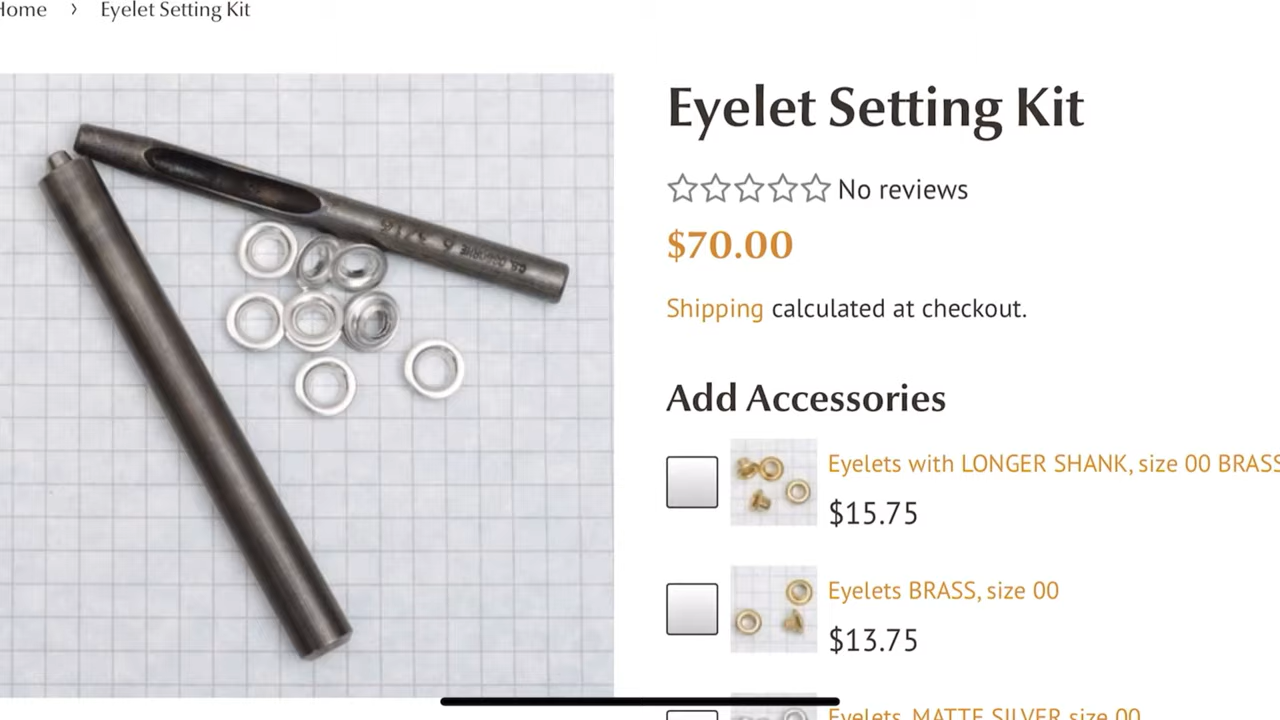 Home > Eyelet Setting Kit
Eyelet Setting Kit
No reviews
$70.00
Shipping calculated at checkout.
Add Accessories
Eyelets with LONGER SHANK, size 00 BRASS
$15.75
Eyelets BRASS, size 00
$13.75
Eyelets, MATTE SILVER size 00